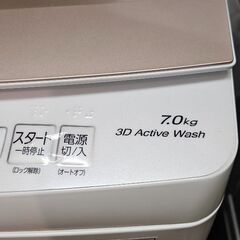 7.0kg
3D Active Wash
スタート
一時停止
(ロック解除)
電源
切/入
(オートオフ)